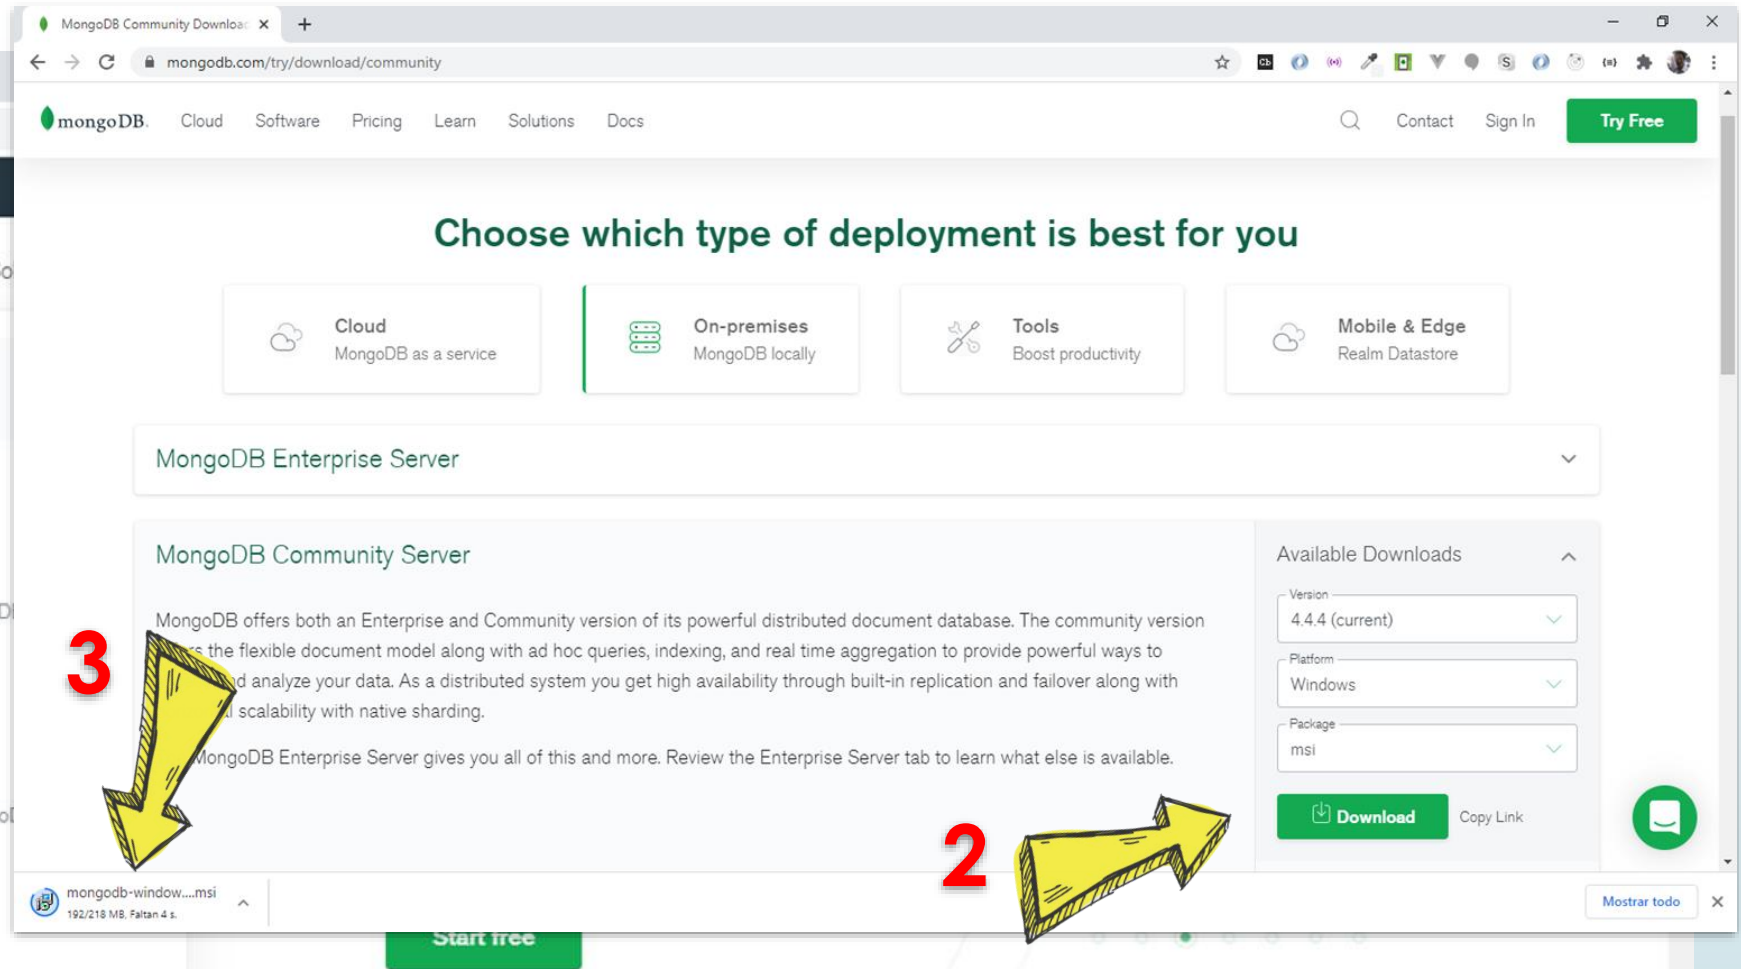 MongoDB Community Downloac
mongodb.com/try/download/community
mongoDB.
Cloud
Software
Pricing
Learn
Solutions
Docs
Contact
Sign In
Try Free
Choose which type of deployment is best for you
Cloud
MongoDB as a service
On-premises
MongoDB locally
Tools
Boost productivity
Mobile & Edge
Realm Datastore
MongoDB Enterprise Server
MongoDB Community Server
MongoDB offers both an Enterprise and Community version of its powerful distributed document database. The community version
the flexible document model along with ad hoc queries, indexing, and real time aggregation to provide powerful ways to
analyze your data. As a distributed system you get high availability through built-in replication and failover along with
scalability with native sharding.
MongoDB Enterprise Server gives you all of this and more. Review the Enterprise Server tab to learn what else is available.
Available Downloads
Version
4.4.4 (current)
Platform
Windows
Package
msi
Download
Copy Link
3
2
mongodb-window....msi
192/218 MB, Faltan 4 s.
Mostrar todo
Start free